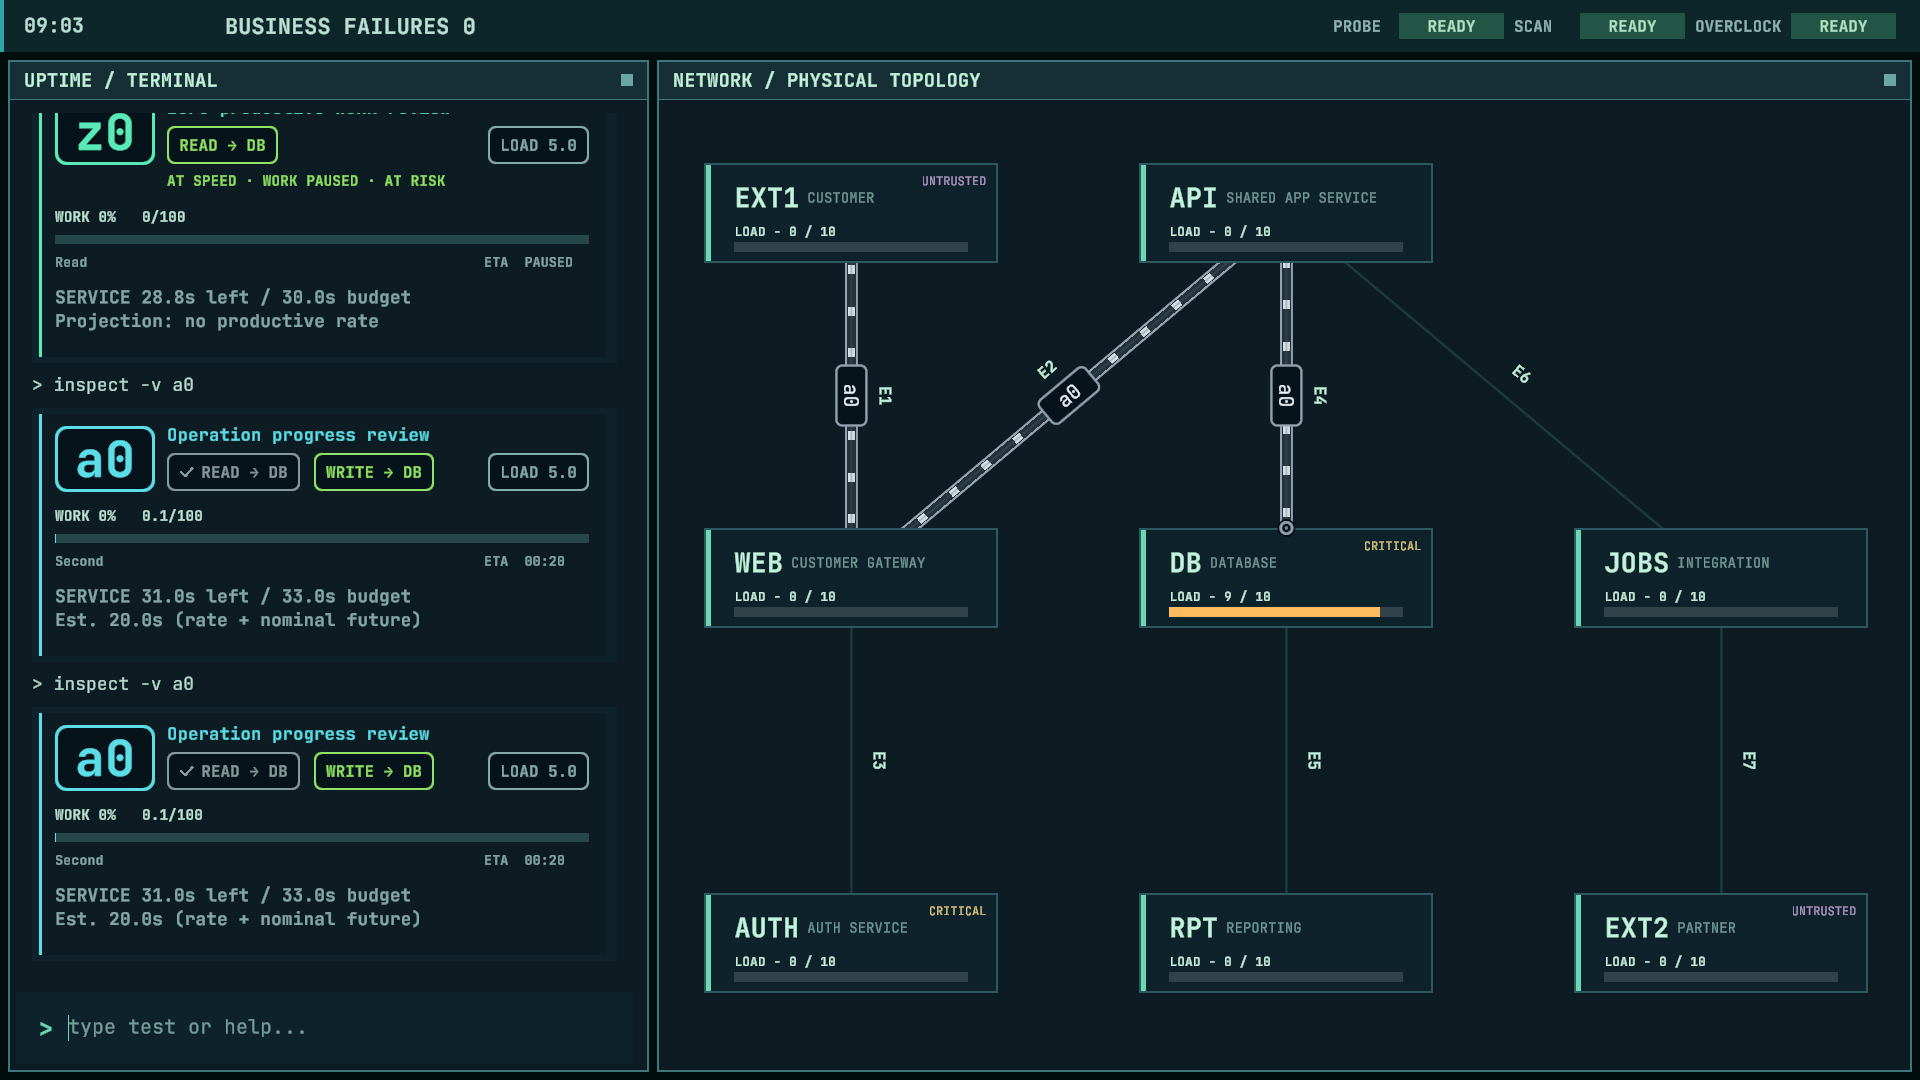 09:03
BUSINESS FAILURES 0
PROBE READY SCAN READY OVERCLOCK READY
UPTIME / TERMINAL
z0
READ → DB
LOAD 5.0
AT SPEED · WORK PAUSED · AT RISK
WORK 0% 0/100
Read ETA PAUSED
SERVICE 28.8s left / 30.0s budget
Projection: no productive rate
> inspect -v a0
a0
Operation progress review
✓ READ → DB
WRITE → DB
LOAD 5.0
WORK 0% 0.1/100
Second ETA 00:20
SERVICE 31.0s left / 33.0s budget
Est. 20.0s (rate + nominal future)
> inspect -v a0
a0
Operation progress review
✓ READ → DB
WRITE → DB
LOAD 5.0
WORK 0% 0.1/100
Second ETA 00:20
SERVICE 31.0s left / 33.0s budget
Est. 20.0s (rate + nominal future)
> type test or help...
NETWORK / PHYSICAL TOPOLOGY
UNTRUSTED
EXT1 CUSTOMER
LOAD - 0 / 10
API SHARED APP SERVICE
LOAD - 0 / 10
a0
E1
E2
a0
a0
E4
E6
WEB CUSTOMER GATEWAY
LOAD - 0 / 10
CRITICAL
DB DATABASE
LOAD - 9 / 10
JOBS INTEGRATION
LOAD - 0 / 10
E3
E5
E7
CRITICAL
AUTH AUTH SERVICE
LOAD - 0 / 10
RPT REPORTING
LOAD - 0 / 10
UNTRUSTED
EXT2 PARTNER
LOAD - 0 / 10